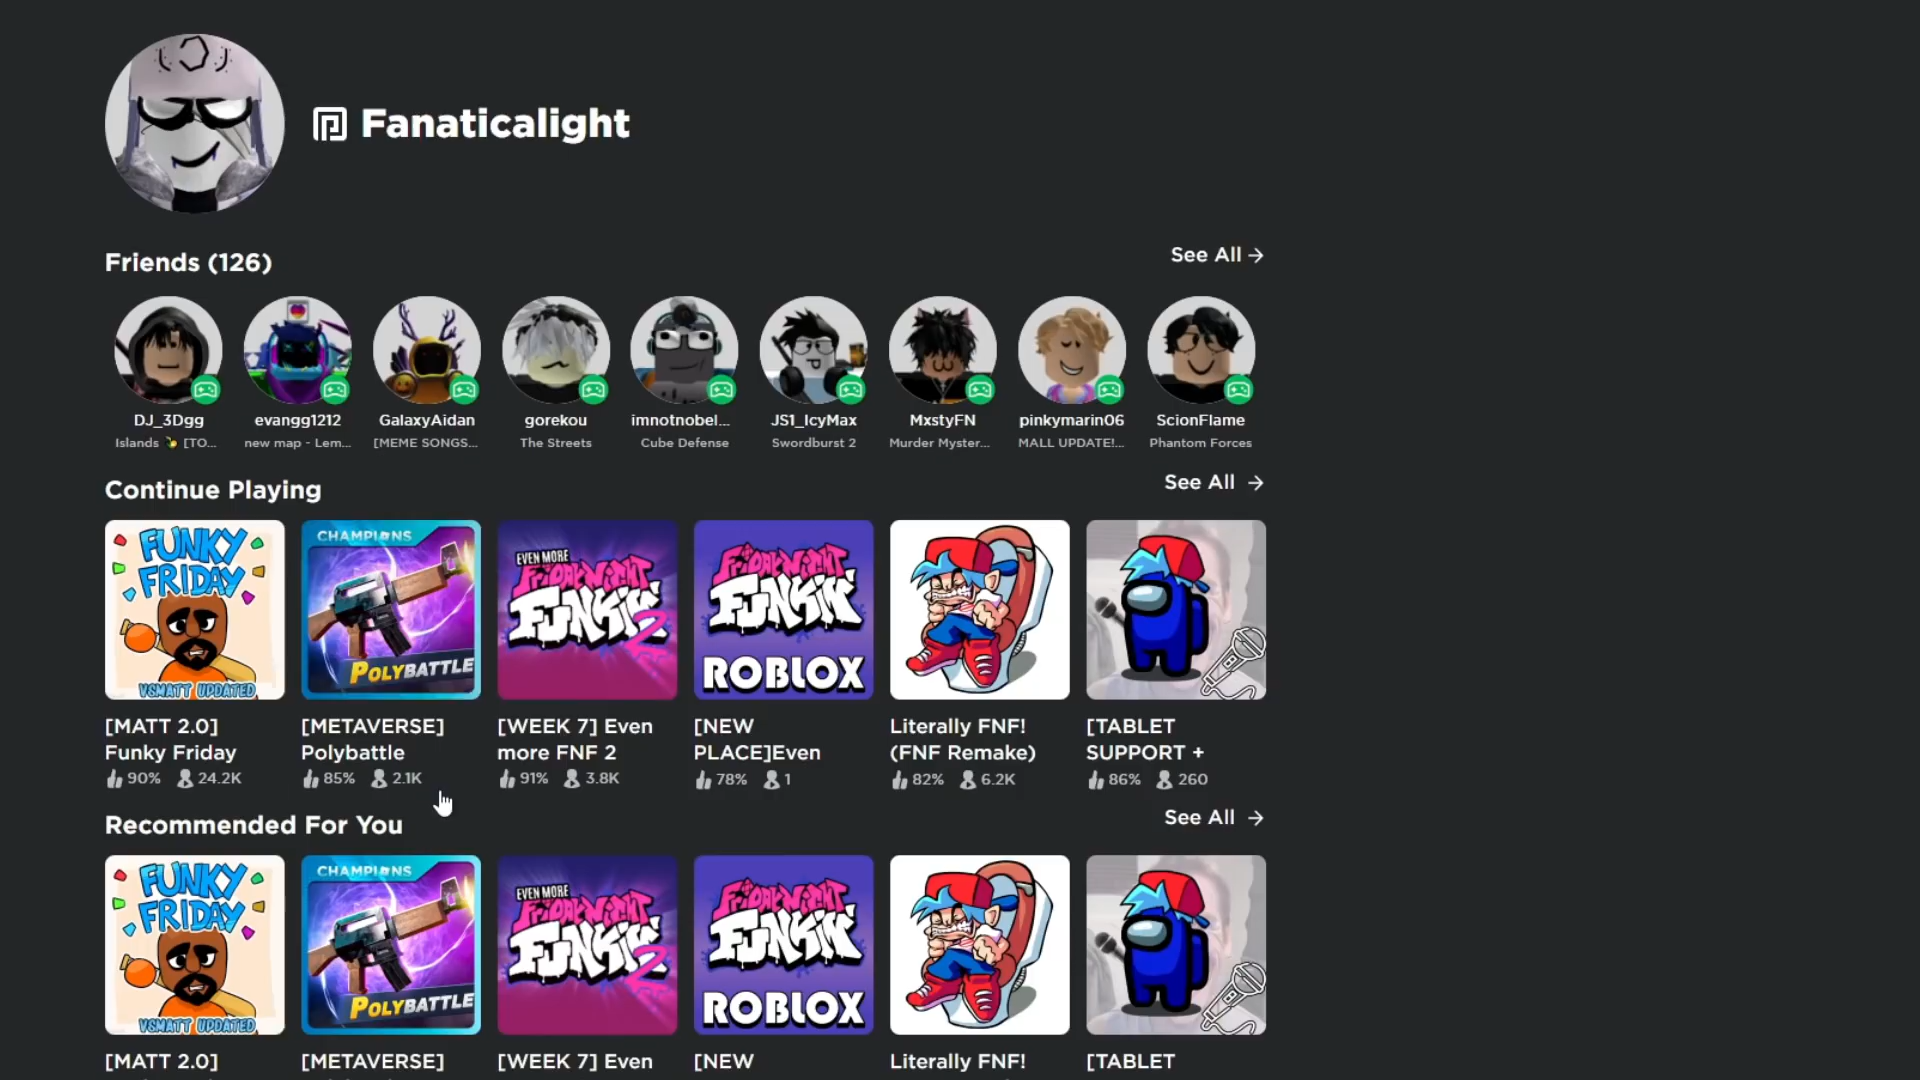 Fanaticalight
Friends (126)
See All →
DJ_3Dgg
evangg1212
GalaxyAidan
gorekou
imnotnobel...
JS1_IcyMax
MxstyFN
pinkymarin06
ScionFlame
Islands 🍋 [TO...
new map - Lem...
[MEME SONGS...
The Streets
Cube Defense
Swordburst 2
Murder Myster...
MALL UPDATE!...
Phantom Forces
Continue Playing
See All →
FUNKY
FRIDAY
VSMATT UPDATED
CHAMPIONS
POLYBATTLE
EVEN MORE
FRIDAY NIGHT
FUNKIN
2
FRIDAY NIGHT
FUNKIN'
ROBLOX
[MATT 2.0]
Funky Friday
90% 24.2K
[METAVERSE]
Polybattle
85% 2.1K
[WEEK 7] Even
more FNF 2
91% 3.8K
[NEW
PLACE]Even
78% 1
Literally FNF!
(FNF Remake)
82% 6.2K
[TABLET
SUPPORT +
86% 260
Recommended For You
See All →
FUNKY
FRIDAY
VSMATT UPDATED
CHAMPIONS
POLYBATTLE
EVEN MORE
FRIDAY NIGHT
FUNKIN
2
FRIDAY NIGHT
FUNKIN'
ROBLOX
[MATT 2.0]
[METAVERSE]
[WEEK 7] Even
[NEW
Literally FNF!
[TABLET